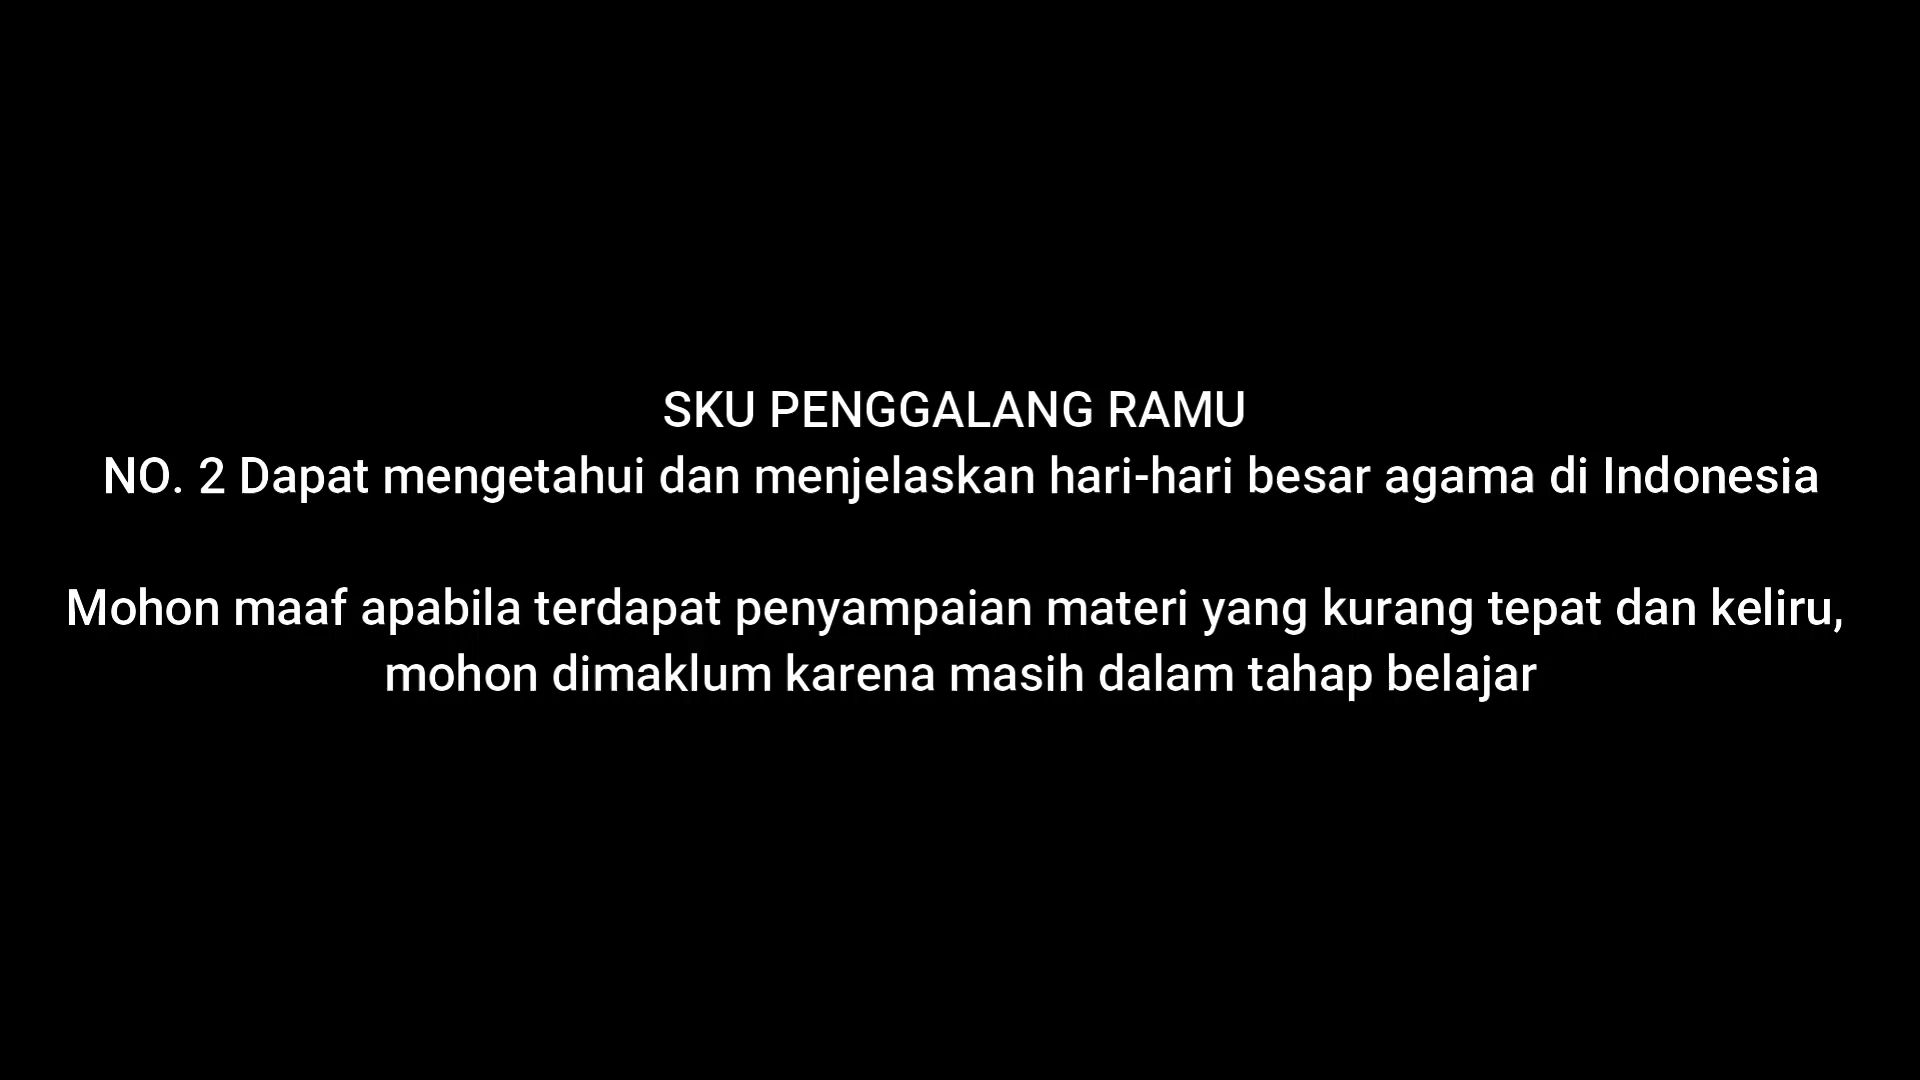 SKU PENGGALANG RAMU
NO. 2 Dapat mengetahui dan menjelaskan hari-hari besar agama di Indonesia
Mohon maaf apabila terdapat penyampaian materi yang kurang tepat dan keliru,
mohon dimaklum karena masih dalam tahap belajar